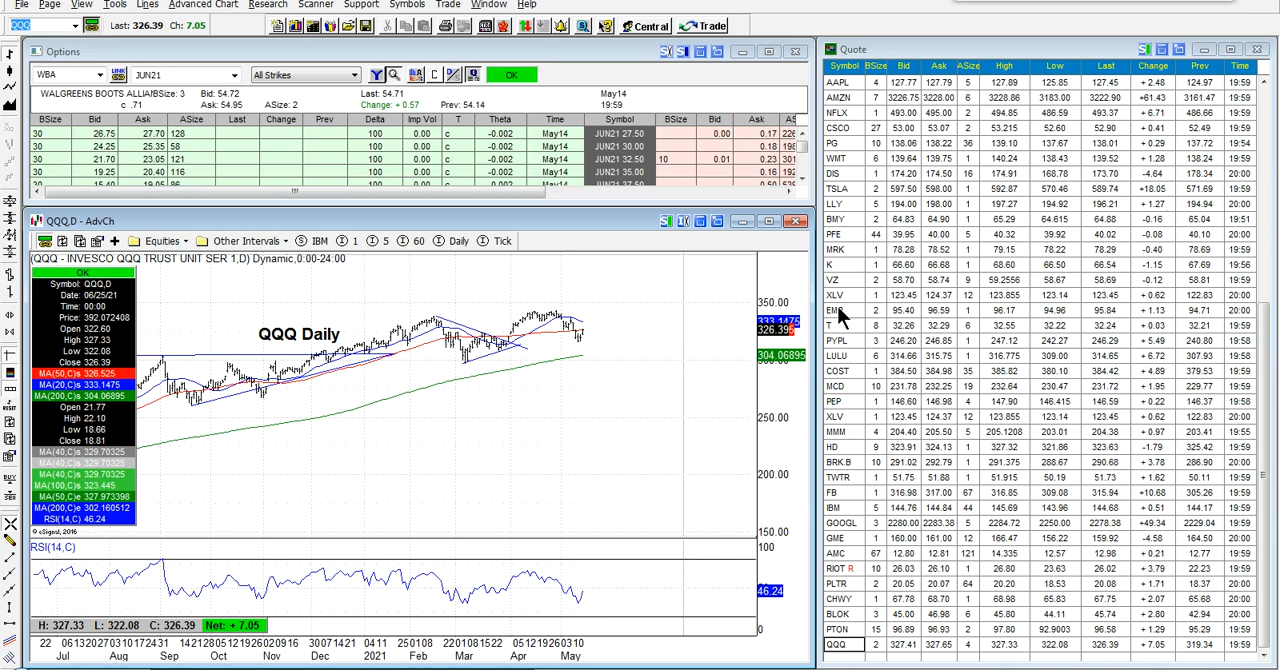 File Page View Tools Lines Advanced Chart Research Scanner Support Symbols Trade Window Help
QQQ Last: 326.39 Ch: 7.05 Central Trade
Options
WBA LINK JUN21 All Strikes OK
WALGREENS BOOTS ALLIABSize: 3 Bid: 54.72 Last: 54.71 May14
c .71 Ask: 54.95 ASize: 2 Change: + 0.57 Prev: 54.14 19:59
BSize Bid Ask ASize Last Change Prev Delta Imp Vol T Theta Time Symbol BSize Bid Ask ASize
30 26.75 27.70 128 100 0.00 c -0.002 May14 JUN21 27.50 0.00 0.17
30 24.25 25.35 58 100 0.00 c -0.002 May14 JUN21 30.00 0.18
30 21.70 23.05 121 100 0.00 c -0.002 May14 JUN21 32.50 10 0.01 0.23
30 19.25 20.40 116 100 0.00 c -0.002 May14 JUN21 35.00 0.16
QQQ,D - AdvCh
Equities Other Intervals S IBM I 1 I 5 I 60 I Daily I Tick
(QQQ - INVESCO QQQ TRUST UNIT SER 1,D) Dynamic,0:00-24:00
OK
Symbol: QQQ,D
Date: 06/25/21
Time: 00:00
Price: 392.072408
Open 322.60
High 327.33
Low 322.08
Close 326.39
MA(50,C)s 326.525
MA(20,C)s 333.1475
MA(200,C)s 304.06895
Open 21.77
High 22.10
Low 18.66
Close 18.81
MA(40,C)s 329.70325
MA(40,C)s 329.70325
MA(40,C)s 329.70325
MA(100,C)s 323.445
MA(50,C)e 327.973398
MA(200,C)e 302.160512
RSI(14,C) 46.24
© eSignal, 2016
QQQ Daily
350.00
333.1475
326.395
304.06895
250.00
200.00
150.00
RSI(14,C)
100
46.24
0
H: 327.33 L: 322.08 C: 326.39 Net: + 7.05
Jul Aug Sep Oct Nov Dec 2021 Feb Mar Apr May
Quote
Symbol BSize Bid Ask ASize High Low Last Change Prev Time
AAPL 4 127.77 127.79 5 127.89 125.85 127.45 + 2.48 124.97 19:59
AMZN 7 3226.75 3228.00 6 3228.86 3183.00 3222.90 +61.43 3161.47 19:59
NFLX 1 493.00 495.00 2 494.85 486.59 493.37 + 6.71 486.66 19:59
CSCO 27 53.00 53.07 2 53.215 52.60 52.90 + 0.41 52.49 19:59
PG 10 138.06 138.22 36 139.10 137.67 138.01 + 0.29 137.72 19:54
WMT 6 139.64 139.75 1 140.24 138.43 139.52 + 1.28 138.24 19:59
DIS 1 174.20 174.50 16 174.91 168.78 173.70 -4.64 178.34 20:00
TSLA 2 597.50 598.00 1 592.87 570.46 589.74 +18.05 571.69 19:59
LLY 5 194.00 198.00 1 197.27 194.92 196.21 + 1.27 194.94 20:00
BMY 2 64.83 64.90 1 65.29 64.615 64.88 -0.16 65.04 19:51
PFE 44 39.95 40.00 5 40.32 39.92 40.02 -0.08 40.10 20:00
MRK 1 78.28 78.52 1 79.15 78.22 78.29 -0.40 78.69 19:59
K 1 66.60 66.68 1 68.60 66.50 66.54 -1.15 67.69 19:56
VZ 2 58.70 58.74 9 59.2556 58.67 58.69 -0.12 58.81 19:59
XLV 1 123.45 124.37 12 123.855 123.14 123.45 + 0.62 122.83 20:00
2 95.40 96.59 1 96.17 94.96 95.84 + 1.13 94.71 20:00
T 8 32.26 32.29 6 32.55 32.22 32.24 + 0.03 32.21 19:59
PYPL 3 246.20 246.85 1 247.12 242.27 246.29 + 5.49 240.80 19:58
LULU 6 314.66 315.75 1 316.777 309.00 314.65 + 6.72 307.93 19:58
COST 1 384.50 384.98 35 385.82 380.10 384.42 + 4.89 379.53 19:59
MCD 10 231.78 232.25 19 232.64 230.47 231.72 + 1.95 229.77 19:59
PEP 1 146.60 146.98 4 147.90 146.415 146.59 + 0.22 146.37 19:58
XLV 1 123.45 124.37 12 123.855 123.14 123.45 + 0.62 122.83 20:00
MMM 4 204.40 205.50 5 205.1208 203.01 204.38 + 0.97 203.41 19:55
HD 9 323.91 324.13 1 327.32 321.86 323.63 -1.79 325.42 19:59
BRK.B 10 291.02 292.79 1 291.375 288.67 290.68 + 3.78 286.90 19:58
TWTR 1 51.75 51.88 1 51.915 50.19 51.73 + 1.62 50.11 19:59
FB 1 316.98 317.00 67 316.85 309.08 315.94 +10.68 305.26 19:59
IBM 5 144.76 144.84 44 145.69 143.96 144.68 + 0.51 144.17 19:59
GOOGL 3 2280.00 2283.38 5 2284.72 2250.00 2278.38 +49.34 2229.04 19:59
GME 1 160.00 161.00 12 166.47 156.22 159.92 -4.58 164.50 20:00
AMC 67 12.80 12.81 121 14.335 12.57 12.98 + 0.21 12.77 19:59
RIOT R 10 26.03 26.10 1 26.80 23.63 26.02 + 3.79 22.23 19:59
PLTR 2 20.05 20.07 64 20.20 18.53 20.08 + 1.71 18.37 20:00
CHWY 1 67.78 68.70 1 68.98 65.83 67.75 + 2.07 65.68 20:00
BLOK 3 45.00 46.98 6 45.80 44.11 45.74 + 2.80 42.94 20:00
PTON 15 96.89 96.93 2 97.80 92.9003 96.58 + 1.29 95.29 19:59
QQQ 2 327.41 327.65 4 327.33 322.08 326.39 + 7.05 319.34 20:00